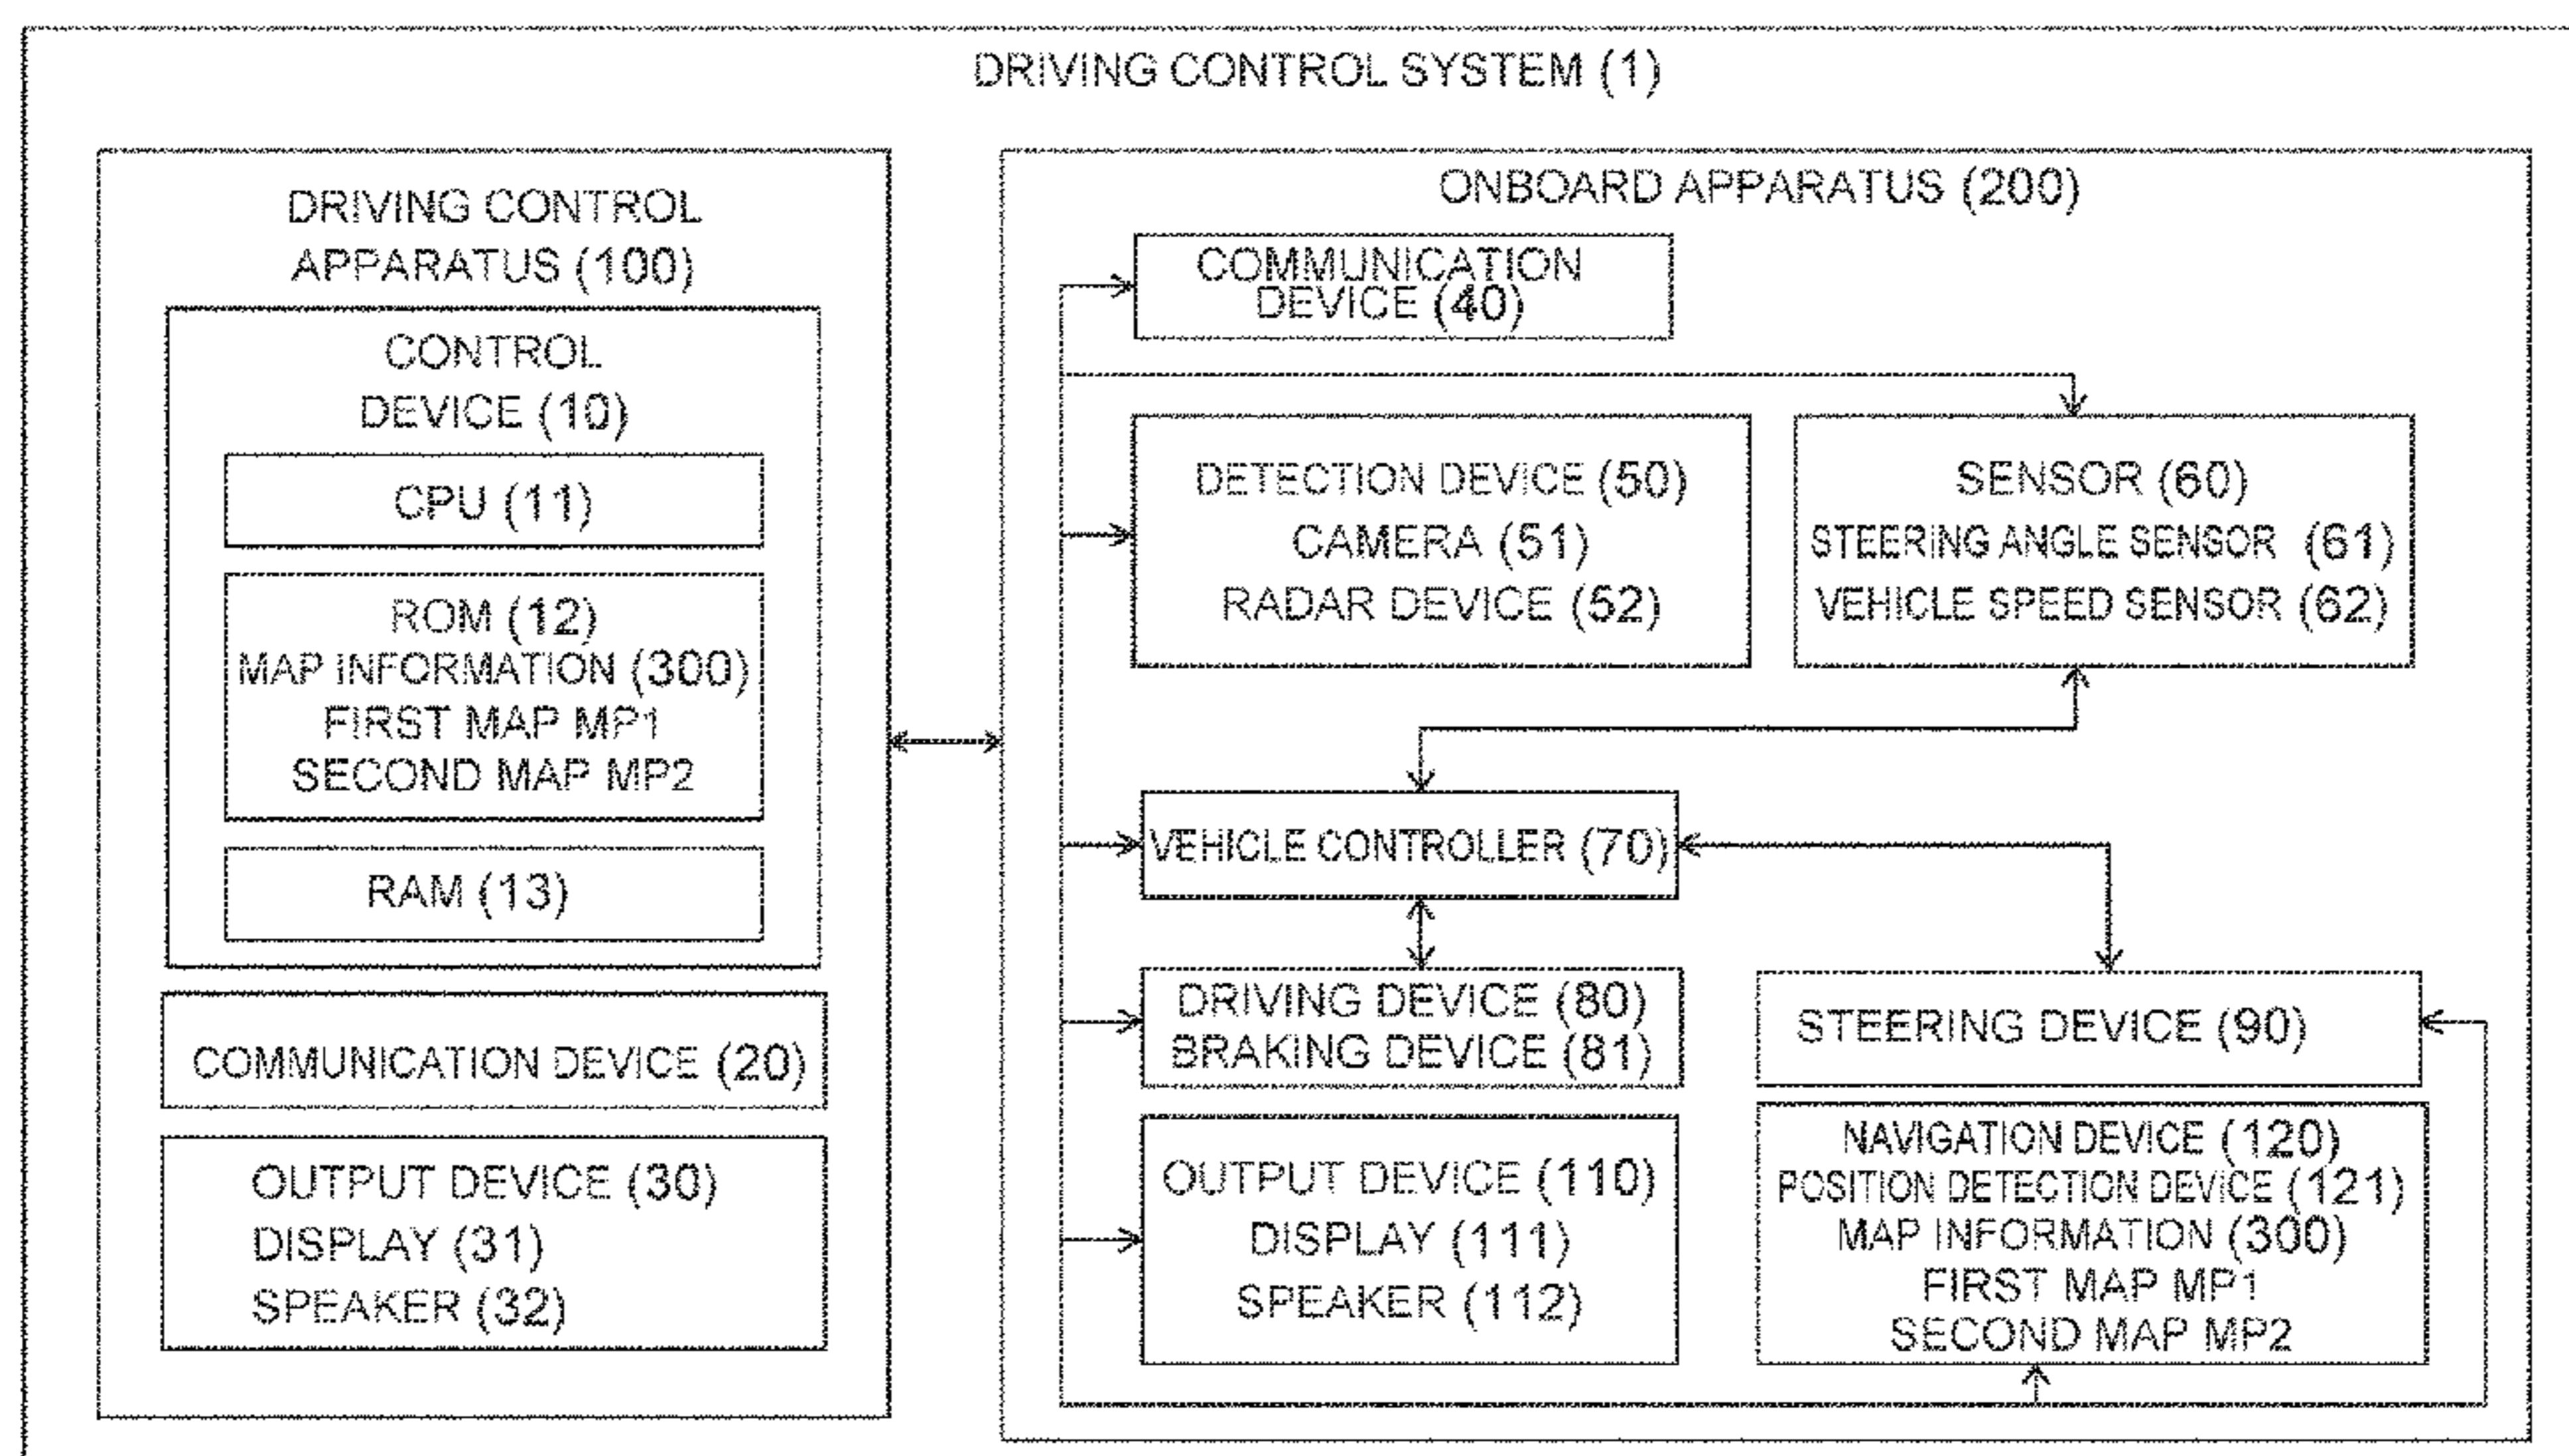 DRIVING CONTROL SYSTEM (1)
DRIVING CONTROL
APPARATUS (100)
CONTROL
DEVICE (10)
CPU (11)
ROM (12)
MAP INFORMATION (300)
FIRST MAP MP1
SECOND MAP MP2
RAM (13)
COMMUNICATION DEVICE (20)
OUTPUT DEVICE (30)
DISPLAY (31)
SPEAKER (32)
ONBOARD APPARATUS (200)
COMMUNICATION
DEVICE (40)
DETECTION DEVICE (50)
CAMERA (51)
RADAR DEVICE (52)
SENSOR (60)
STEERING ANGLE SENSOR (61)
VEHICLE SPEED SENSOR (62)
VEHICLE CONTROLLER (70)
DRIVING DEVICE (80)
BRAKING DEVICE (81)
STEERING DEVICE (90)
OUTPUT DEVICE (110)
DISPLAY (111)
SPEAKER (112)
NAVIGATION DEVICE (120)
POSITION DETECTION DEVICE (121)
MAP INFORMATION (300)
FIRST MAP MP1
SECOND MAP MP2